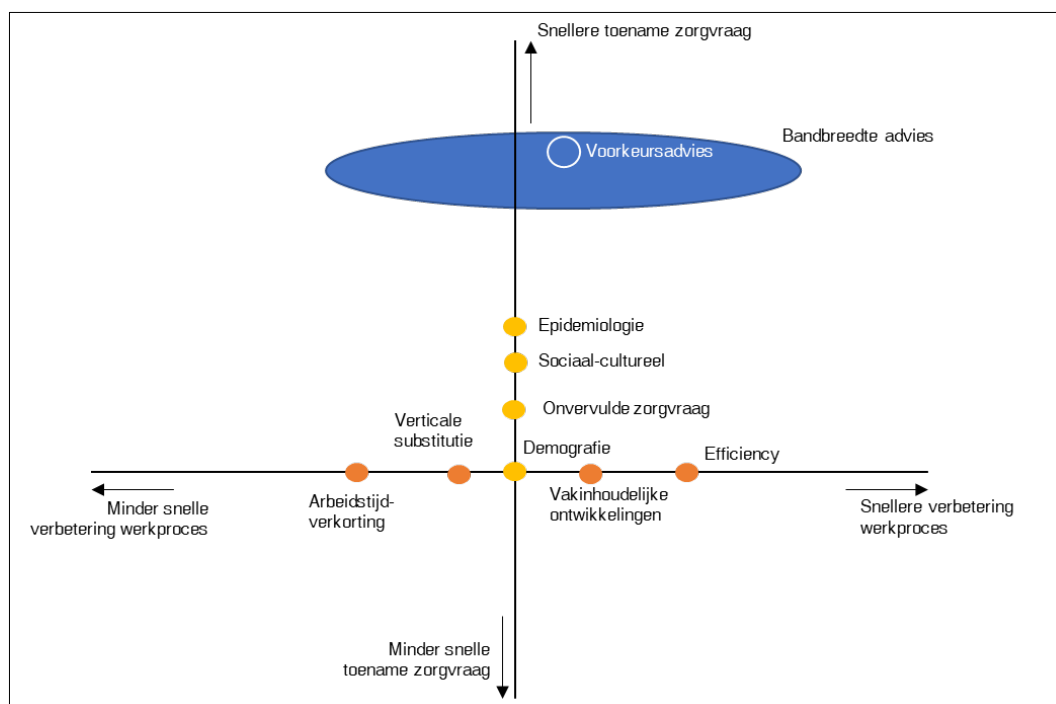 Snellere toename zorgvraag
Bandbreedte advies
Voorkeursadvies
Epidemiologie
Sociaal-cultureel
Onvervulde zorgvraag
Verticale
substitutie
Demografie
Efficiency
Arbeidstijd-
verkorting
Vakinhoudelijke
ontwikkelingen
Minder snelle
verbetering werkproces
Snellere verbetering
werkproces
Minder snelle
toename zorgvraag